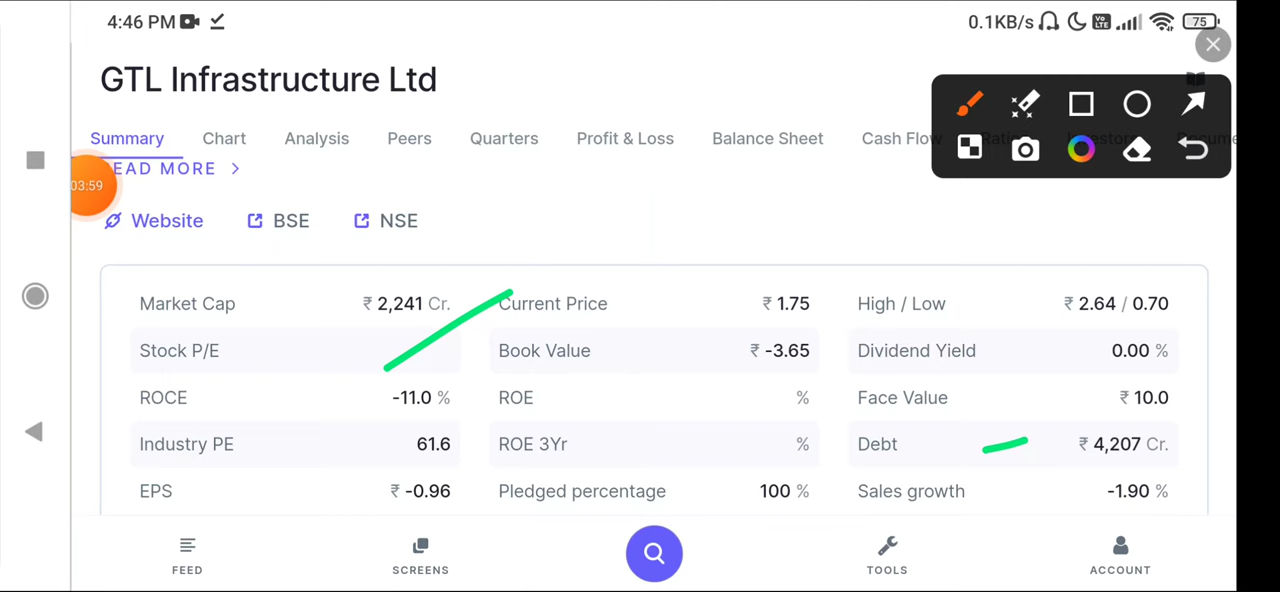 4:46 PM
0.1KB/s
Vo LTE
75
GTL Infrastructure Ltd
Summary Chart Analysis Peers Quarters Profit & Loss Balance Sheet Cash Flow
EAD MORE
03:59
Website BSE NSE
Market Cap ₹ 2,241 Cr. Current Price ₹ 1.75 High / Low ₹ 2.64 / 0.70
Stock P/E Book Value ₹ -3.65 Dividend Yield 0.00 %
ROCE -11.0 % ROE % Face Value ₹ 10.0
Industry PE 61.6 ROE 3Yr % Debt ₹ 4,207 Cr.
EPS ₹ -0.96 Pledged percentage 100 % Sales growth -1.90 %
FEED SCREENS TOOLS ACCOUNT